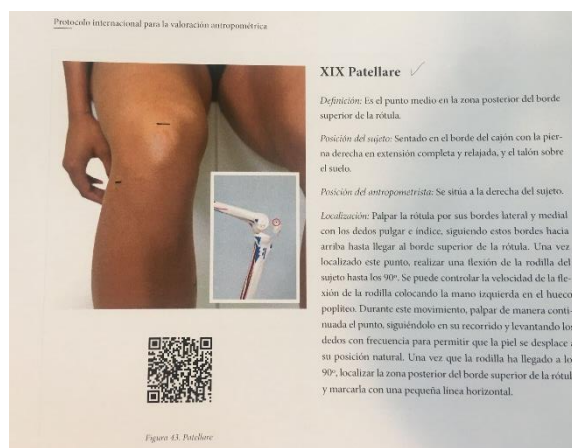 Protocolo internacional para la valoración antropométrica
XIX Patellare
Definición: Es el punto medio en la zona posterior del borde
superior de la rótula.
Posición del sujeto: Sentado en el borde del cajón con la pier-
na derecha en extensión completa y relajada, y el talón sobre
el suelo.
Posición del antropometrista: Se sitúa a la derecha del sujeto.
Localización: Palpar la rótula por sus bordes lateral y medial
con los dedos pulgar e índice, siguiendo estos bordes hacia
arriba hasta llegar al borde superior de la rótula. Una vez
localizado este punto, realizar una flexión de la rodilla del
sujeto hasta los 90º. Se puede controlar la velocidad de la fle-
xión de la rodilla colocando la mano izquierda en el hueco
poplíteo. Durante este movimiento, palpar de manera conti-
nuada el punto, siguiéndolo en su recorrido y levantando los
dedos con frecuencia para permitir que la piel se desplace a
su posición natural. Una vez que la rodilla ha llegado a lo
90º, localizar la zona posterior del borde superior de la rótul
y marcarla con una pequeña línea horizontal.
Figura 43. Patellare